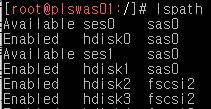 [root@plswas01:/]# lspath
Available ses0 sas0
Enabled hdisk0 sas0
Available ses1 sas0
Enabled hdisk1 sas0
Enabled hdisk2 fscsi2
Enabled hdisk3 fscsi2